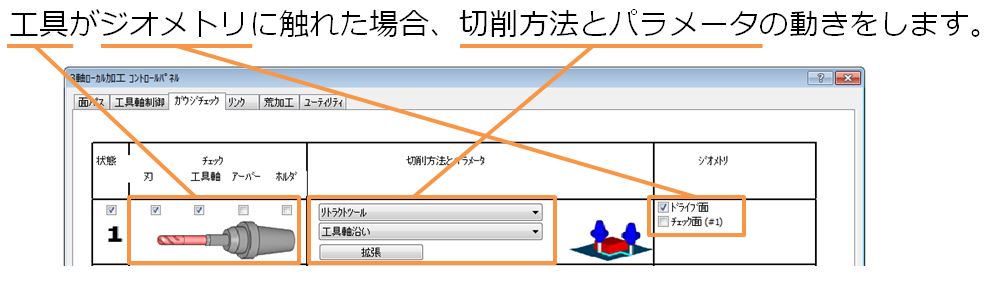 工具がジオメトリに触れた場合、切削方法とパラメータの動きをします。
3軸ローカル加工 コントロールパネル
面パス 工具軸制御 ガウジチェック リンク 荒加工 ユーティリティ
状態 チェック 切削方法とパラメータ ジオメトリ
刃 工具軸 アーバー ホルダ
1 リトラクトツール ドライブ面
工具軸沿い チェック面 (#1)
拡張